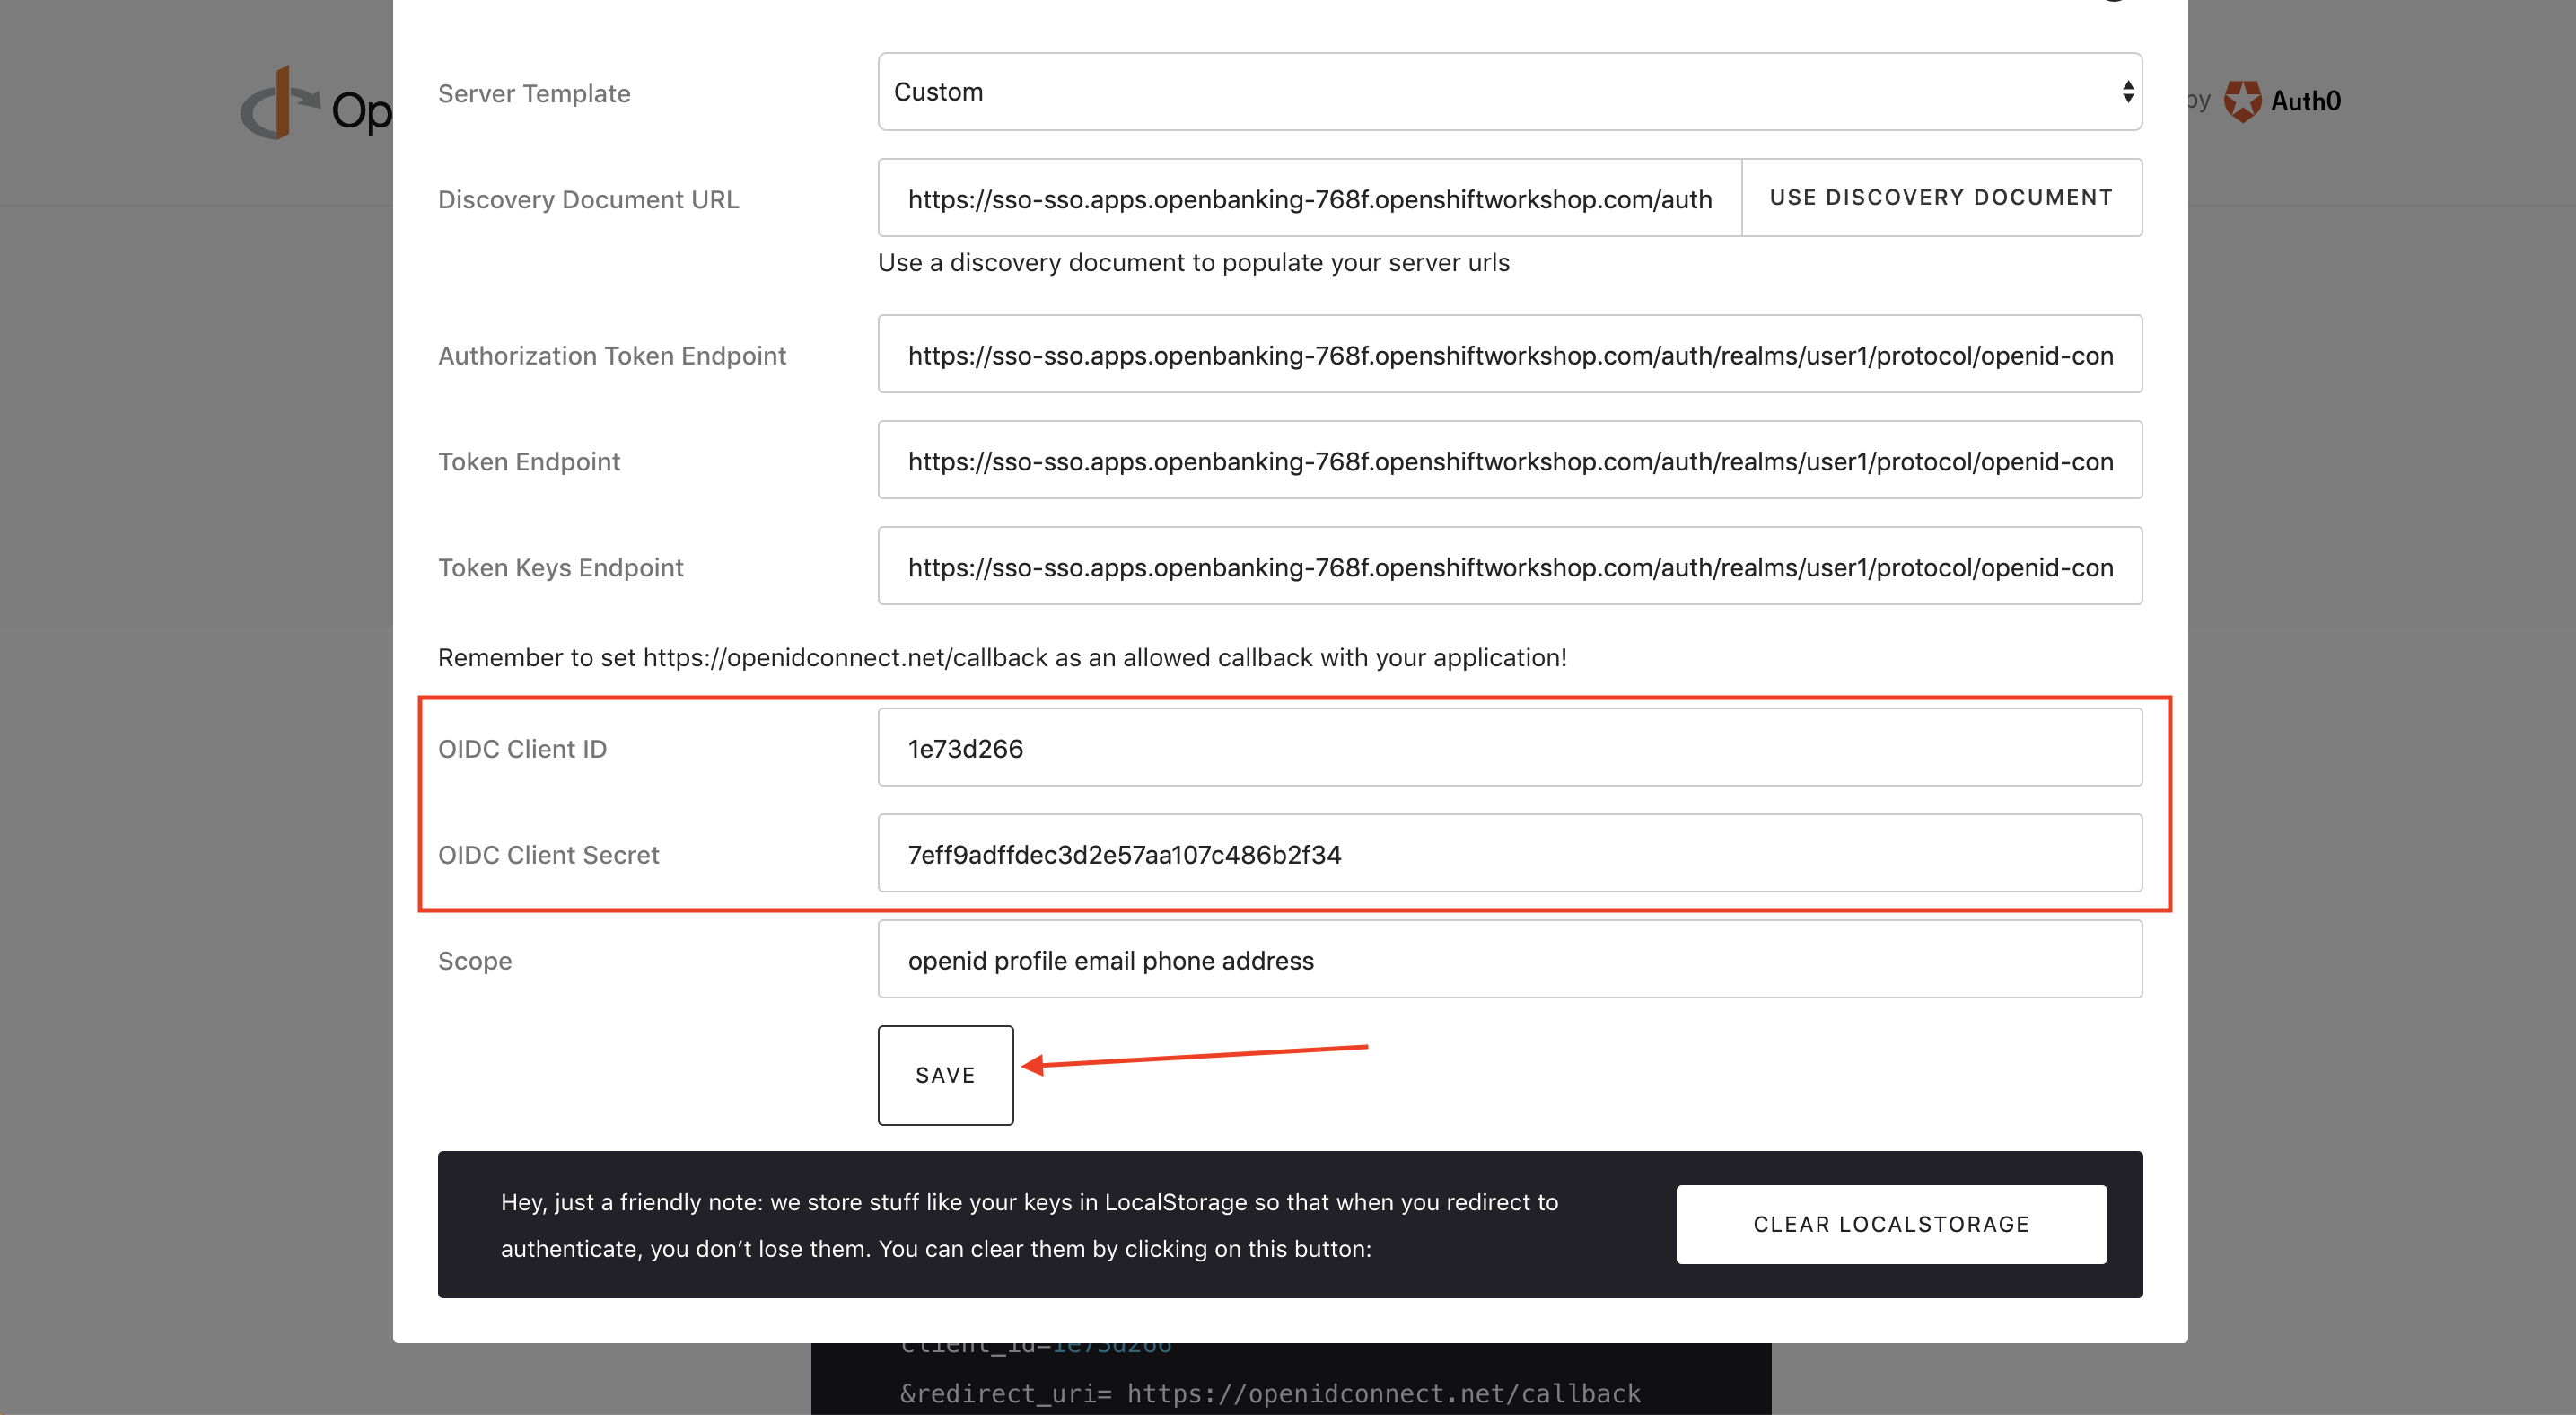 Op
by Auth0
Server Template
Custom
Discovery Document URL
https://sso-sso.apps.openbanking-768f.openshiftworkshop.com/auth
USE DISCOVERY DOCUMENT
Use a discovery document to populate your server urls
Authorization Token Endpoint
https://sso-sso.apps.openbanking-768f.openshiftworkshop.com/auth/realms/user1/protocol/openid-con
Token Endpoint
https://sso-sso.apps.openbanking-768f.openshiftworkshop.com/auth/realms/user1/protocol/openid-con
Token Keys Endpoint
https://sso-sso.apps.openbanking-768f.openshiftworkshop.com/auth/realms/user1/protocol/openid-con
Remember to set https://openidconnect.net/callback as an allowed callback with your application!
OIDC Client ID
1e73d266
OIDC Client Secret
7eff9adffdec3d2e57aa107c486b2f34
Scope
openid profile email phone address
SAVE
Hey, just a friendly note: we store stuff like your keys in LocalStorage so that when you redirect to
authenticate, you don’t lose them. You can clear them by clicking on this button:
CLEAR LOCALSTORAGE
client_id=1e73d266
&redirect_uri= https://openidconnect.net/callback